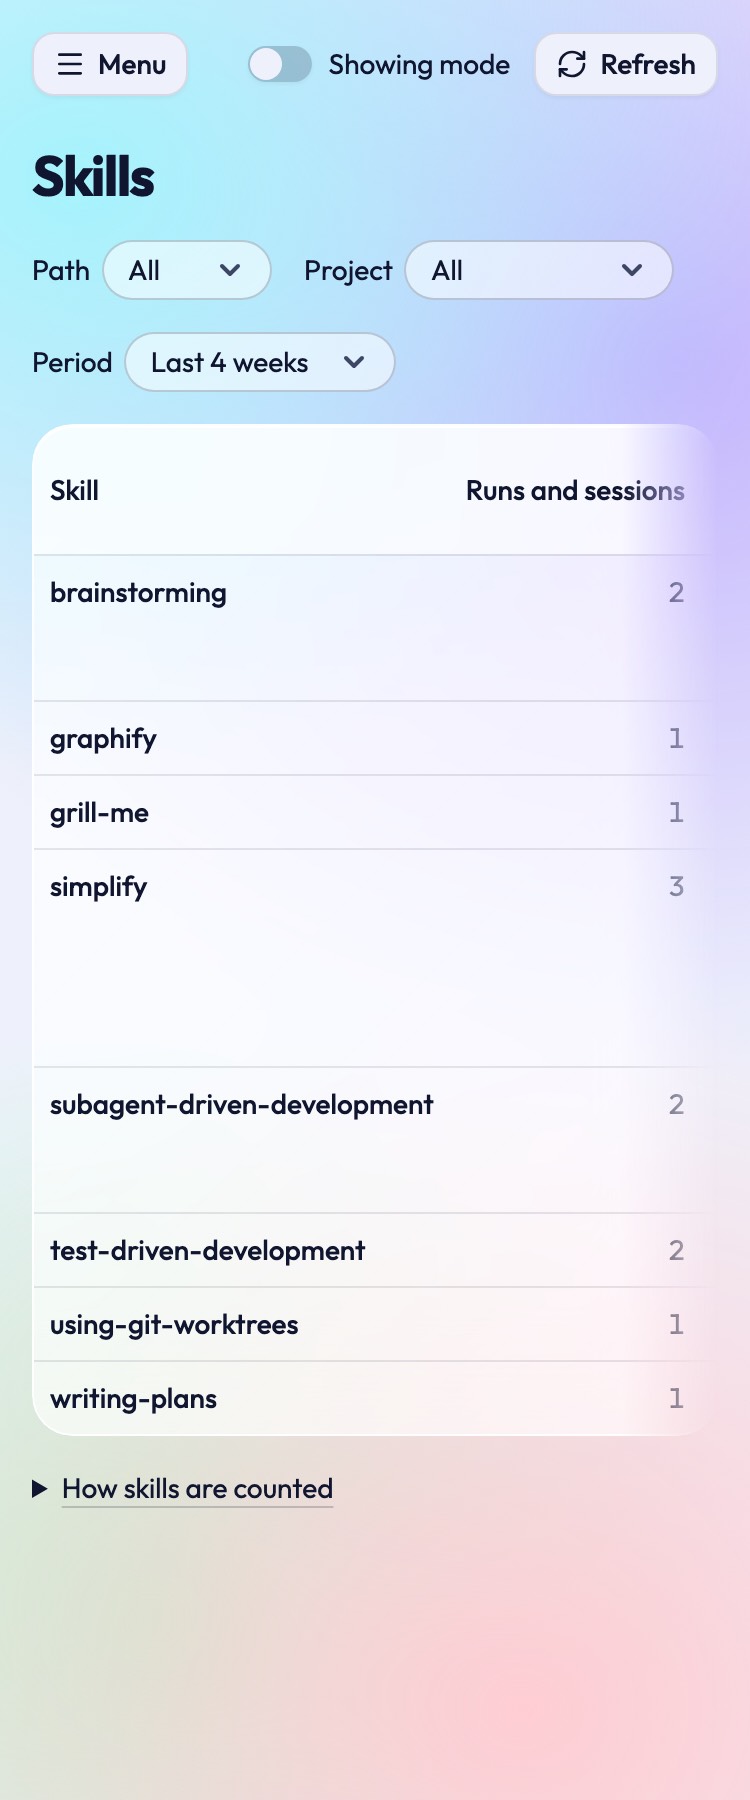 Menu
Showing mode
Refresh
Skills
Path All Project All
Period Last 4 weeks
Skill Runs and sessions
brainstorming 2
graphify 1
grill-me 1
simplify 3
subagent-driven-development 2
test-driven-development 2
using-git-worktrees 1
writing-plans 1
How skills are counted